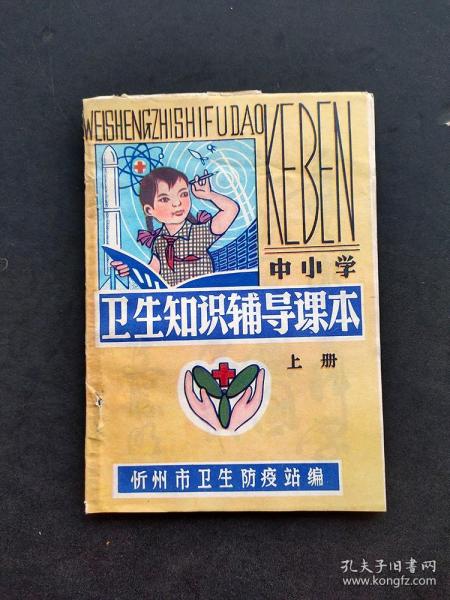 WEISHENGZHISHIFUDAO
KEBEN
中小学
卫生知识辅导课本
上册
忻州市卫生防疫站编
孔夫子旧书网
www.kongfz.com